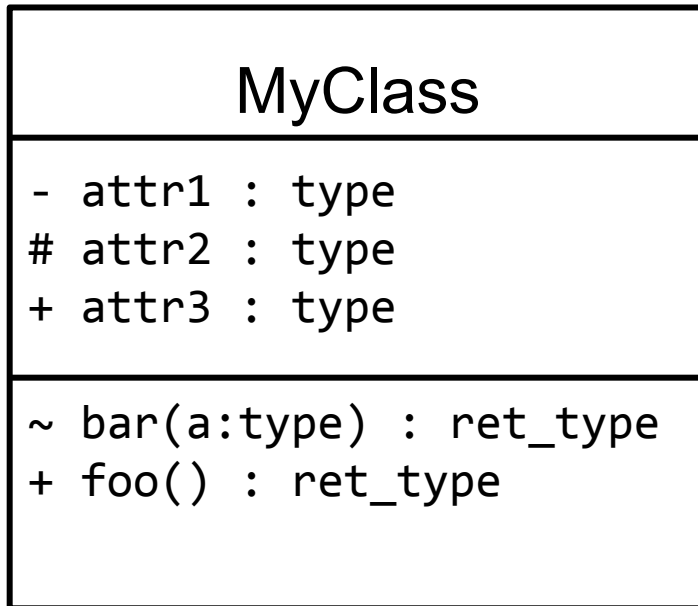 MyClass
- attr1 : type
# attr2 : type
+ attr3 : type
~ bar(a:type) : ret_type
+ foo() : ret_type